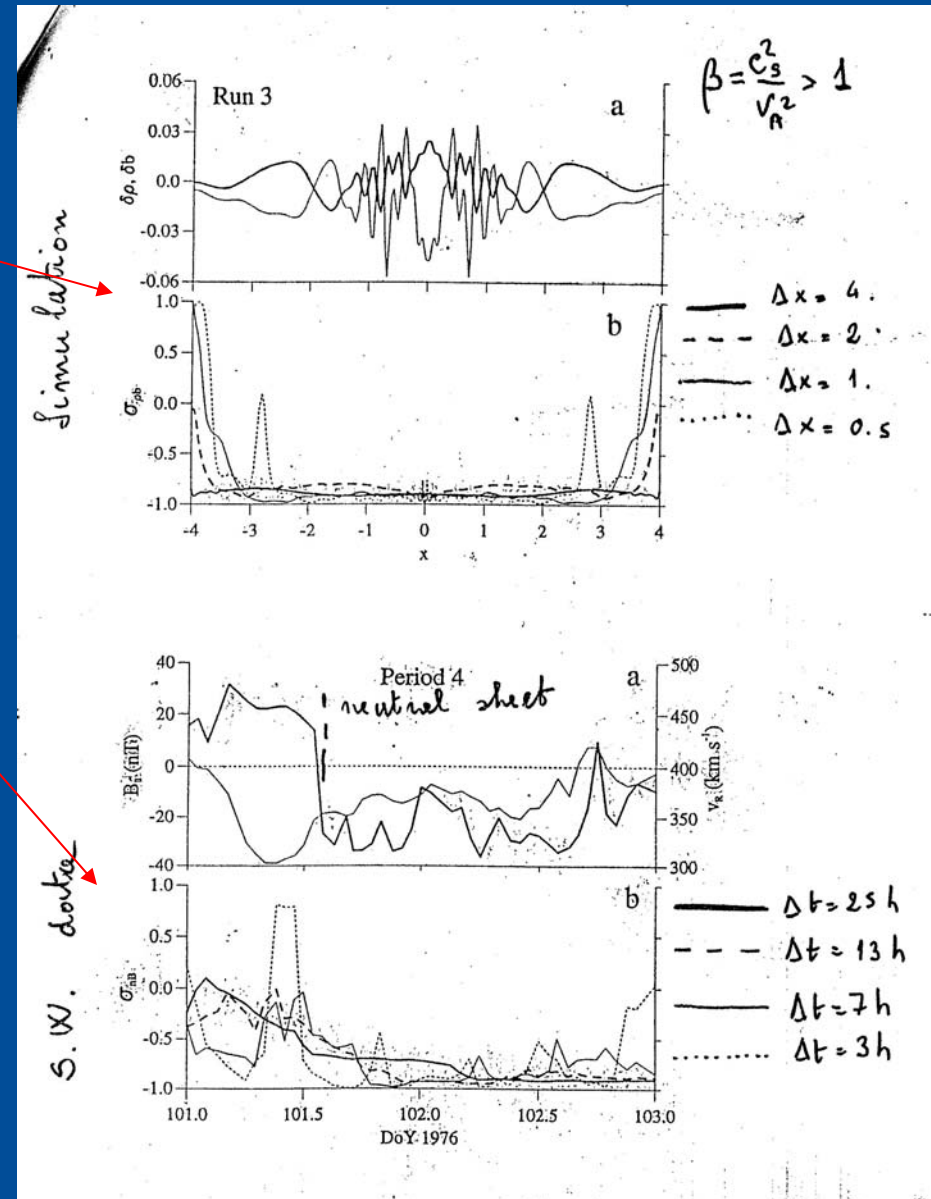 β = C_S^2 / V_A^2 > 1
Run 3
a
0.06
0.03
0.0
-0.03
-0.06
δρ, δb
Simulation
b
1.0
0.5
0.0
-0.5
-1.0
σρb
-4 -3 -2 -1 0 1 2 3 4
x
Δx = 4.
Δx = 2
Δx = 1.
Δx = 0.5
Period 4
a
neutral sheet
40
20
0
-20
-40
500
450
400
350
300
V_R (km.s^-1)
S.W. data
b
1.0
0.5
0.0
-0.5
-1.0
σnB
101.0 101.5 102.0 102.5 103.0
DoY 1976
Δt = 25 h
Δt = 13 h
Δt = 7 h
Δt = 3 h